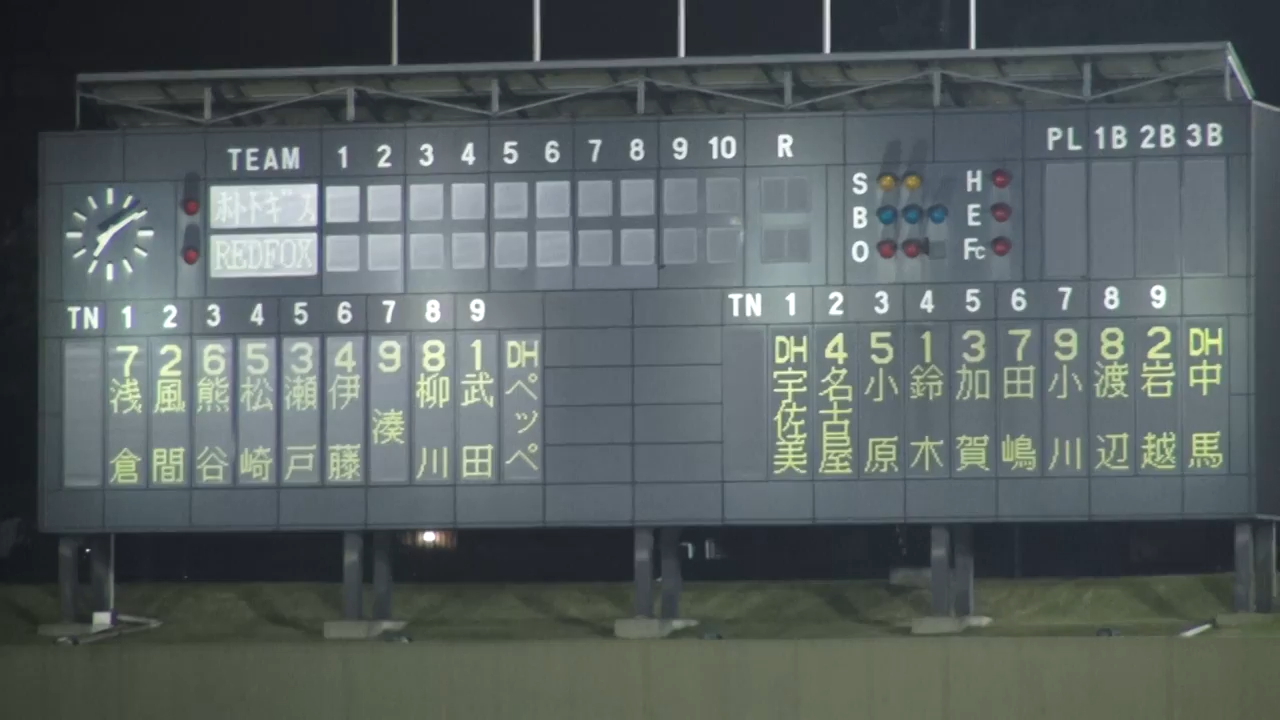 TEAM 1 2 3 4 5 6 7 8 9 10 R PL 1B 2B 3B
ホトトギス S H
B E
REDFOX O Fc
TN 1 2 3 4 5 6 7 8 9 TN 1 2 3 4 5 6 7 8 9
7 2 6 5 3 4 9 8 1 DH DH 4 5 1 3 7 9 8 2 DH
浅倉 風間 熊谷 松崎 瀬戸 伊藤 湊 柳川 武田 ペッペ 宇佐美 名古屋 小原 鈴木 加賀 田嶋 小川 渡辺 岩越 中馬